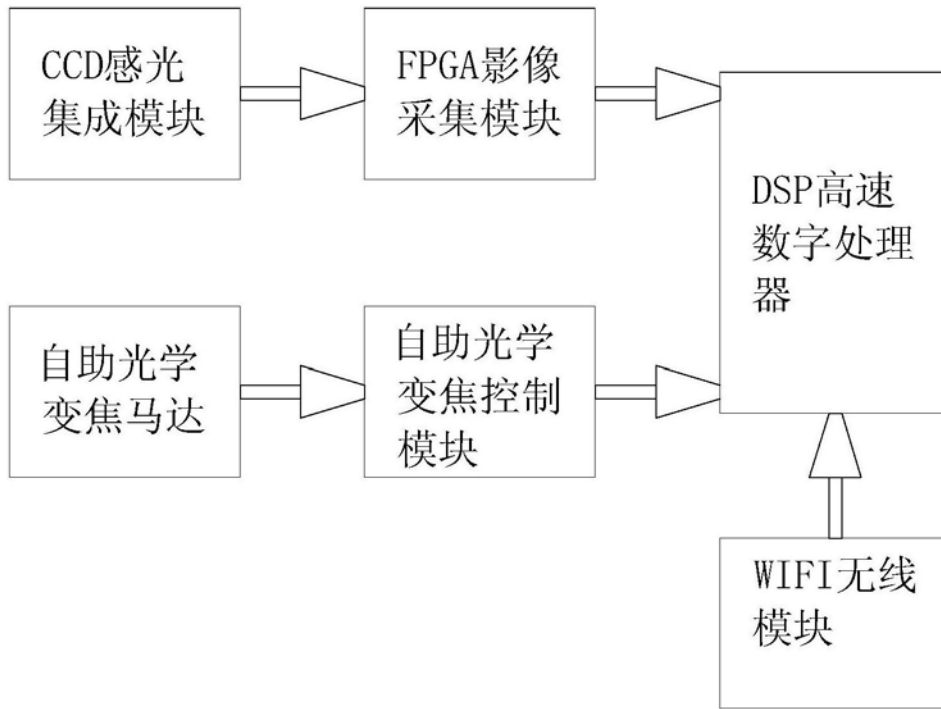 CCD感光
集成模块
FPGA影像
采集模块
DSP高速
数字处理
器
自助光学
变焦马达
自助光学
变焦控制
模块
WIFI无线
模块